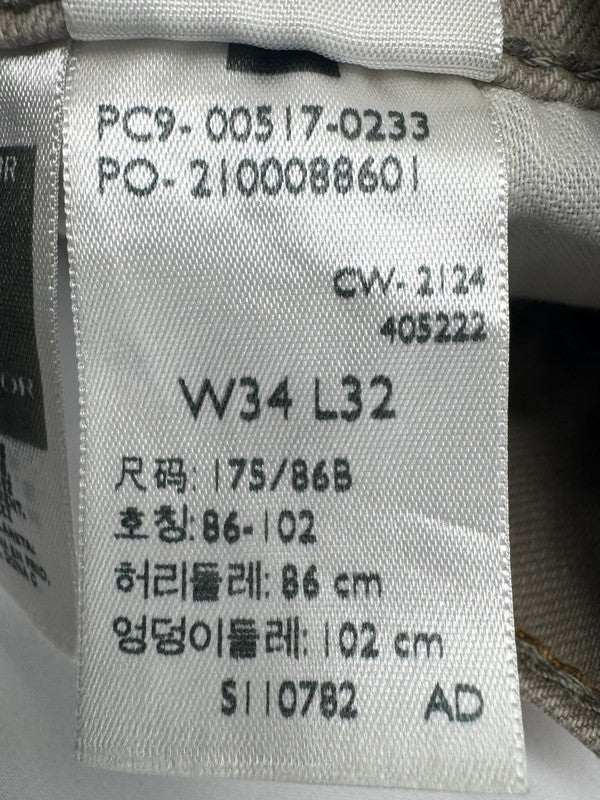 PC9- 00517-0233
PO- 2100088601
CW- 2124
405222
W34 L32
尺码: 175/86B
호칭: 86-102
허리둘레: 86 cm
엉덩이둘레: 102 cm
S110782 AD
OR